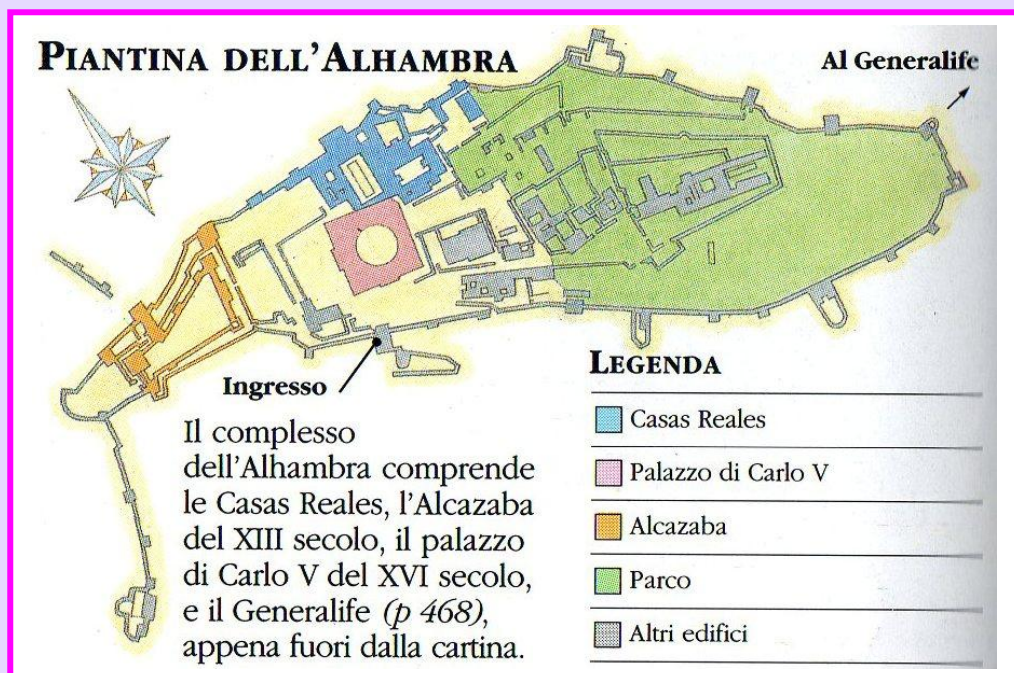 PIANTINA DELL'ALHAMBRA
Al Generalife
Ingresso
Il complesso
dell'Alhambra comprende
le Casas Reales, l'Alcazaba
del XIII secolo, il palazzo
di Carlo V del XVI secolo,
e il Generalife (p 468),
appena fuori dalla cartina.
LEGENDA
Casas Reales
Palazzo di Carlo V
Alcazaba
Parco
Altri edifici